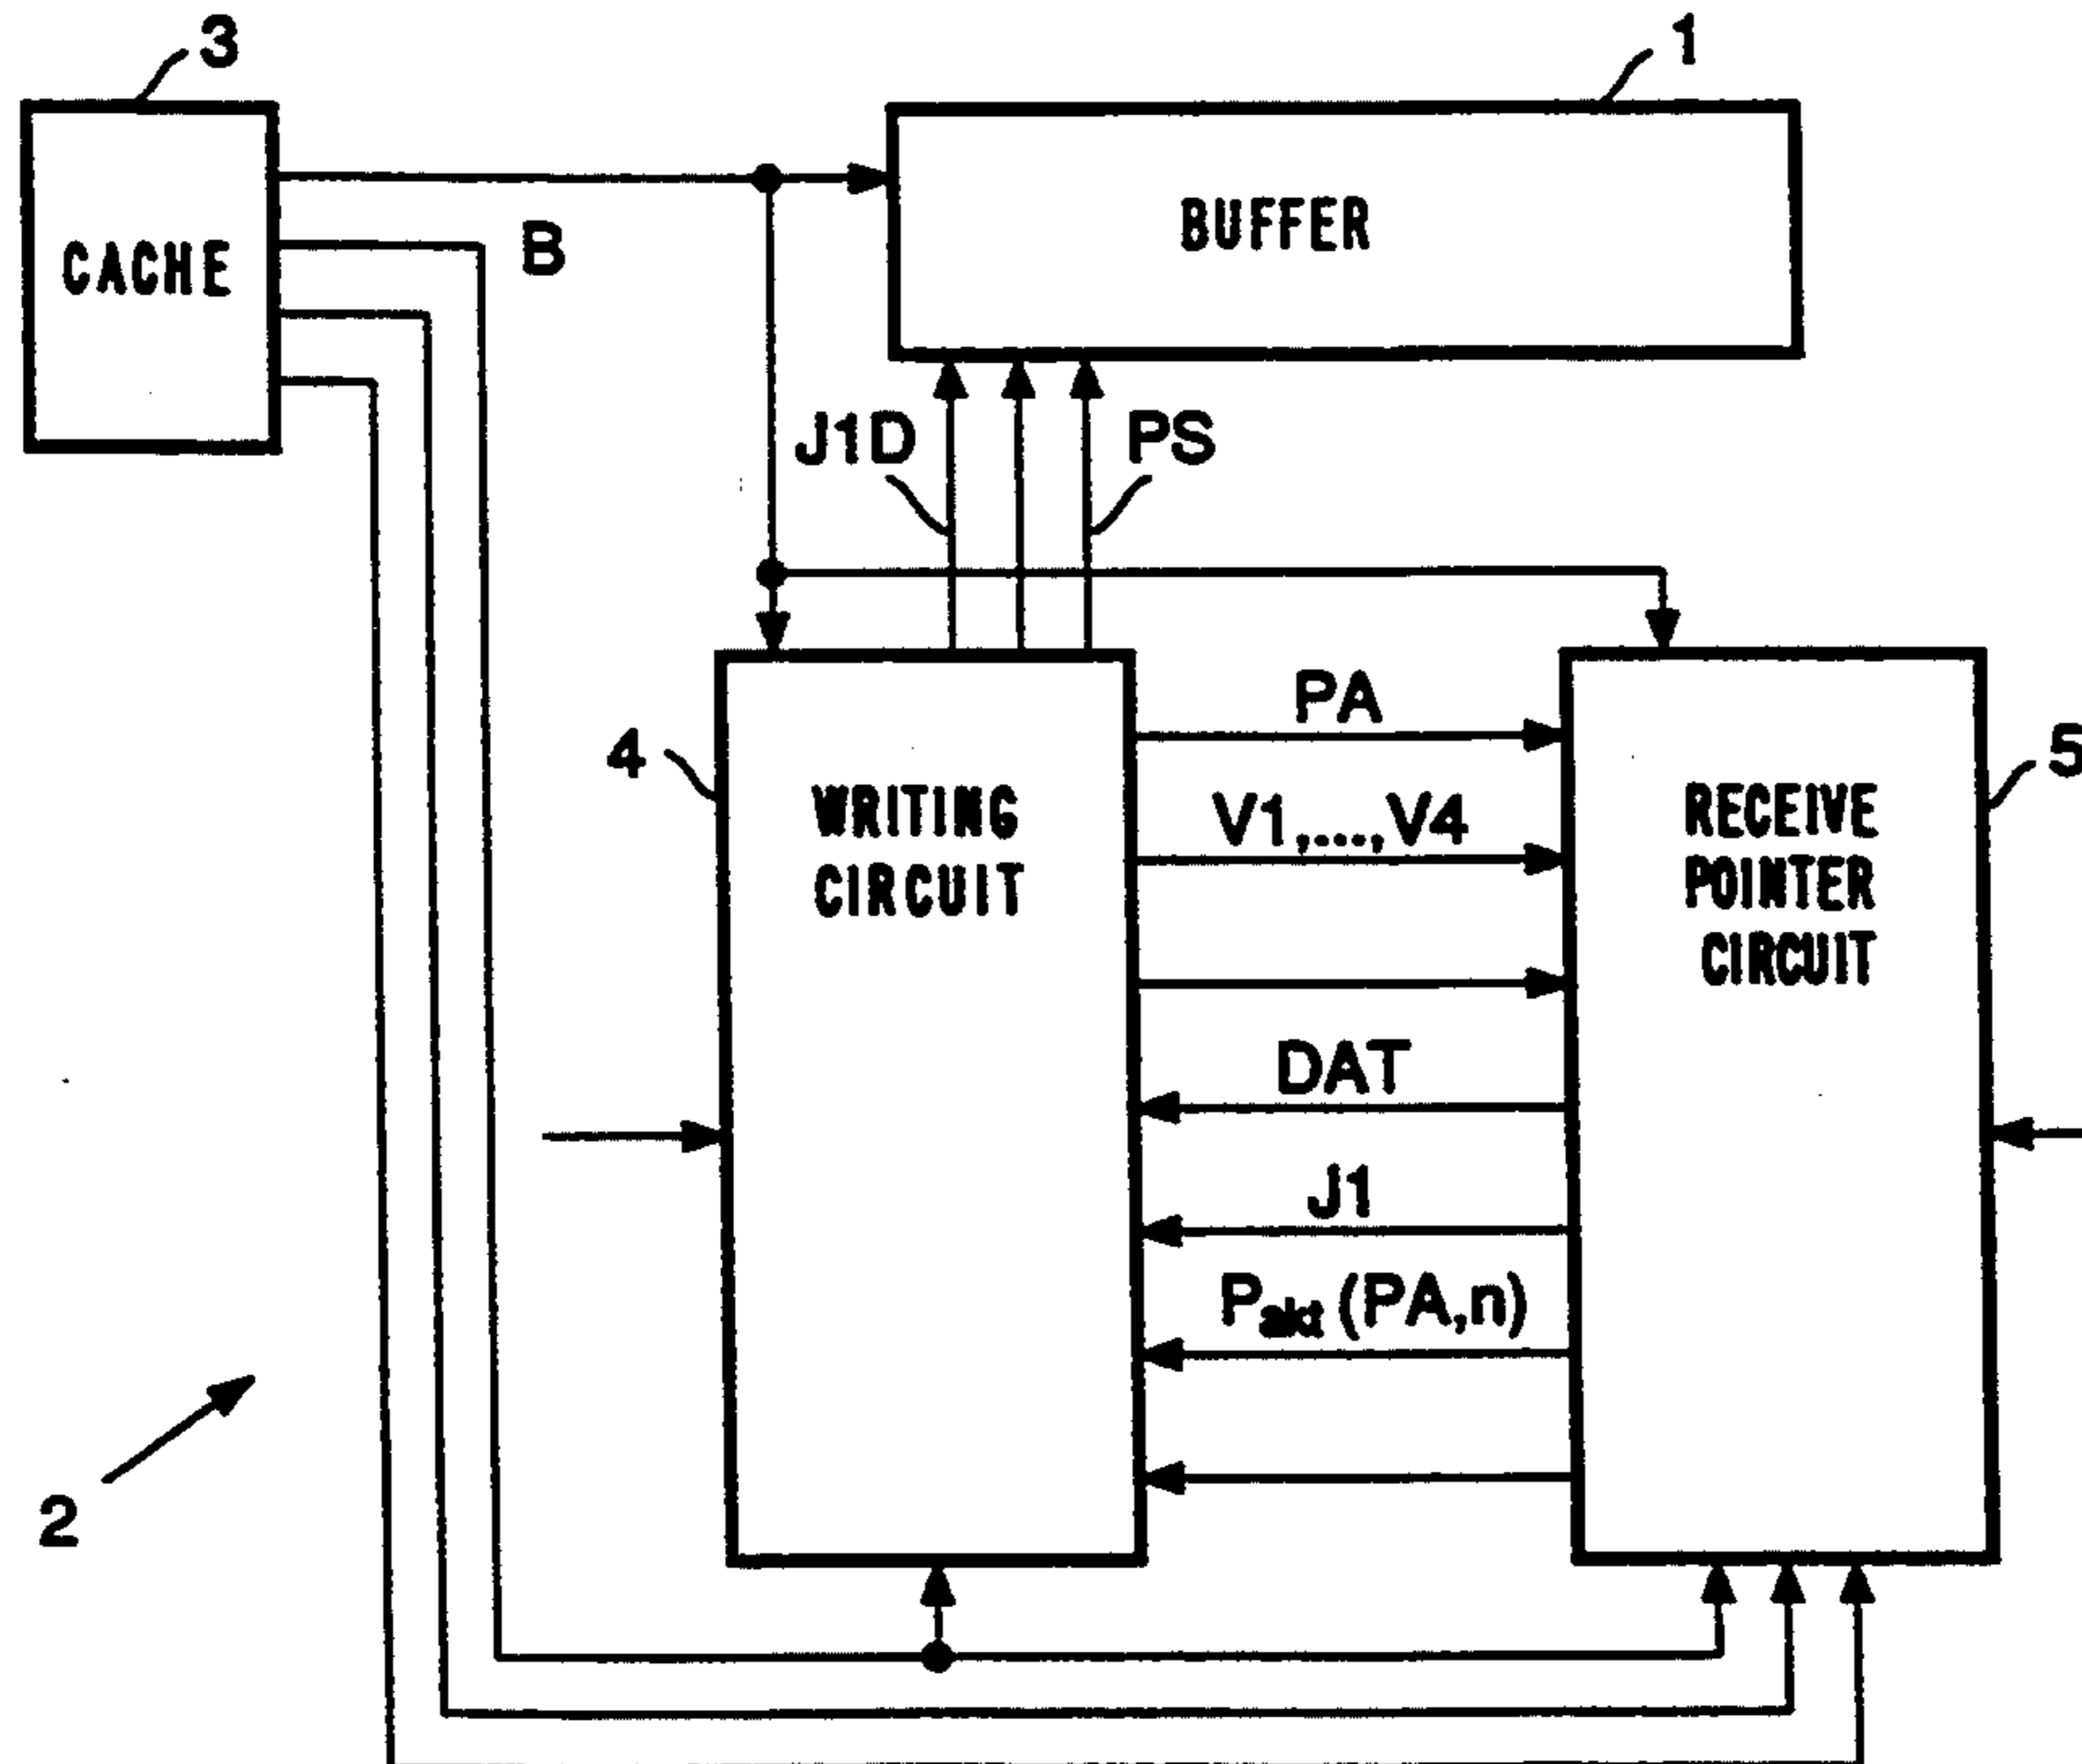 3
1
CACHE
B
BUFFER
J1D
PS
4
5
PA
WRITING
CIRCUIT
V1,....,V4
RECEIVE
POINTER
CIRCUIT
DAT
J1
Pakt (PA,n)
2